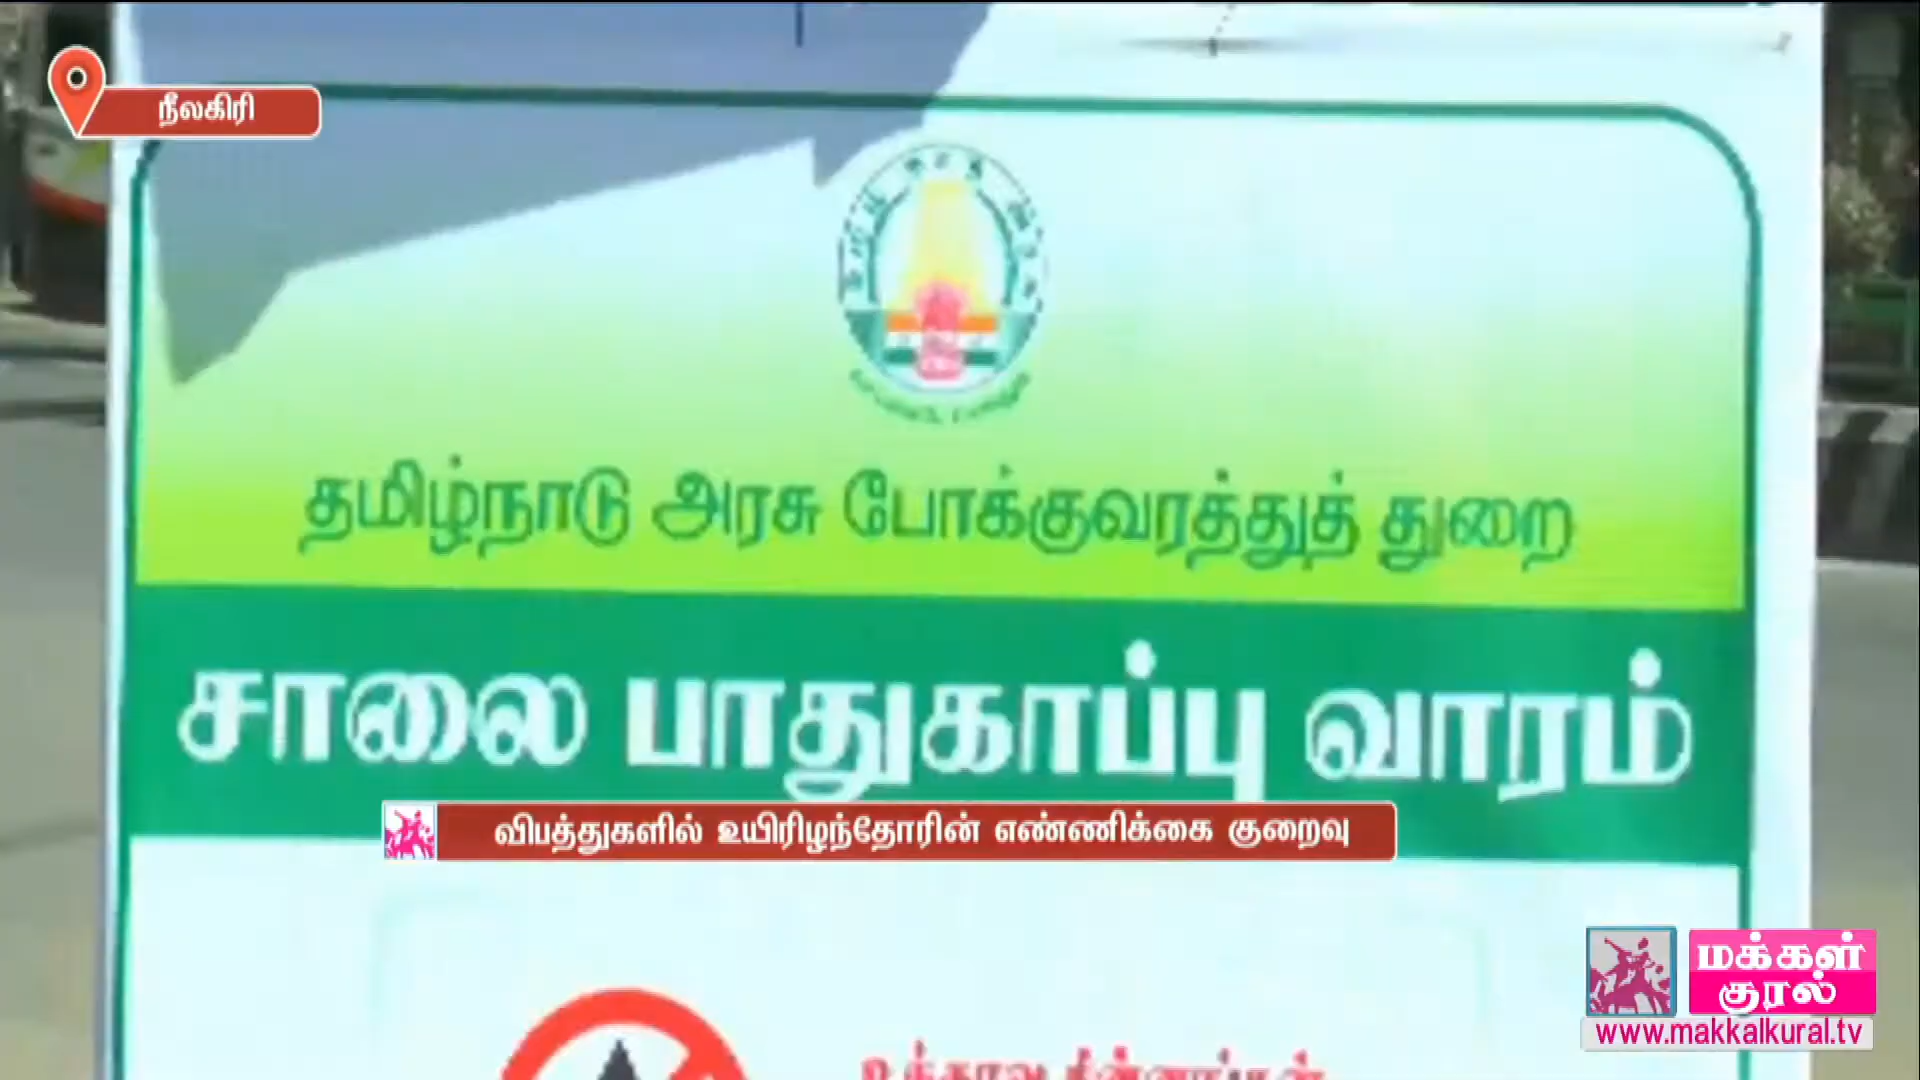 நீலகிரி
தமிழ்நாடு அரசு போக்குவரத்துத் துறை
சாலை பாதுகாப்பு வாரம்
விபத்துகளில் உயிரிழந்தோரின் எண்ணிக்கை குறைவு
மக்கள்
குரல்
www.makkalkural.tv